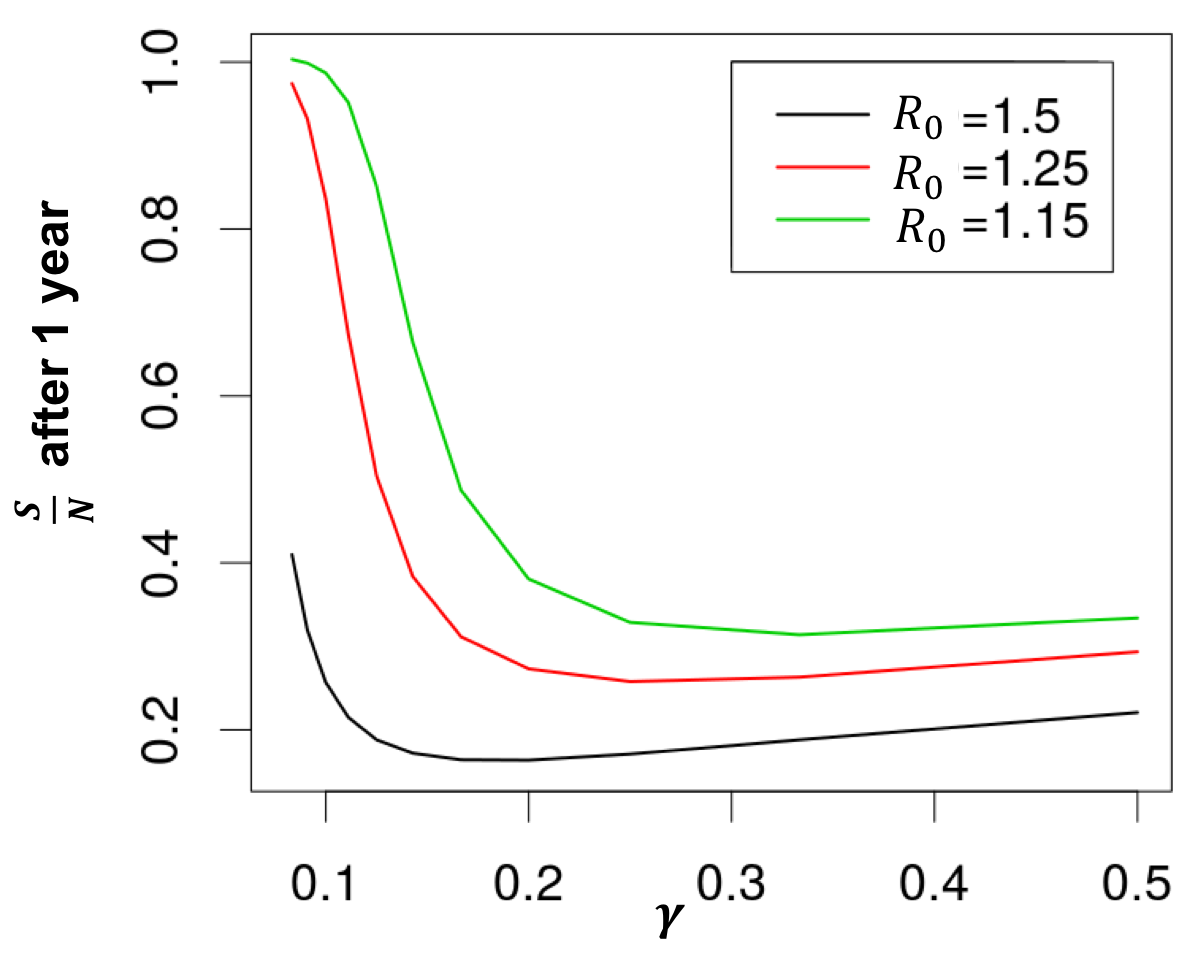 1.0
0.8
0.6
0.4
0.2
S/N after 1 year
R₀ =1.5
R₀ =1.25
R₀ =1.15
0.1 0.2 0.3 0.4 0.5
γ